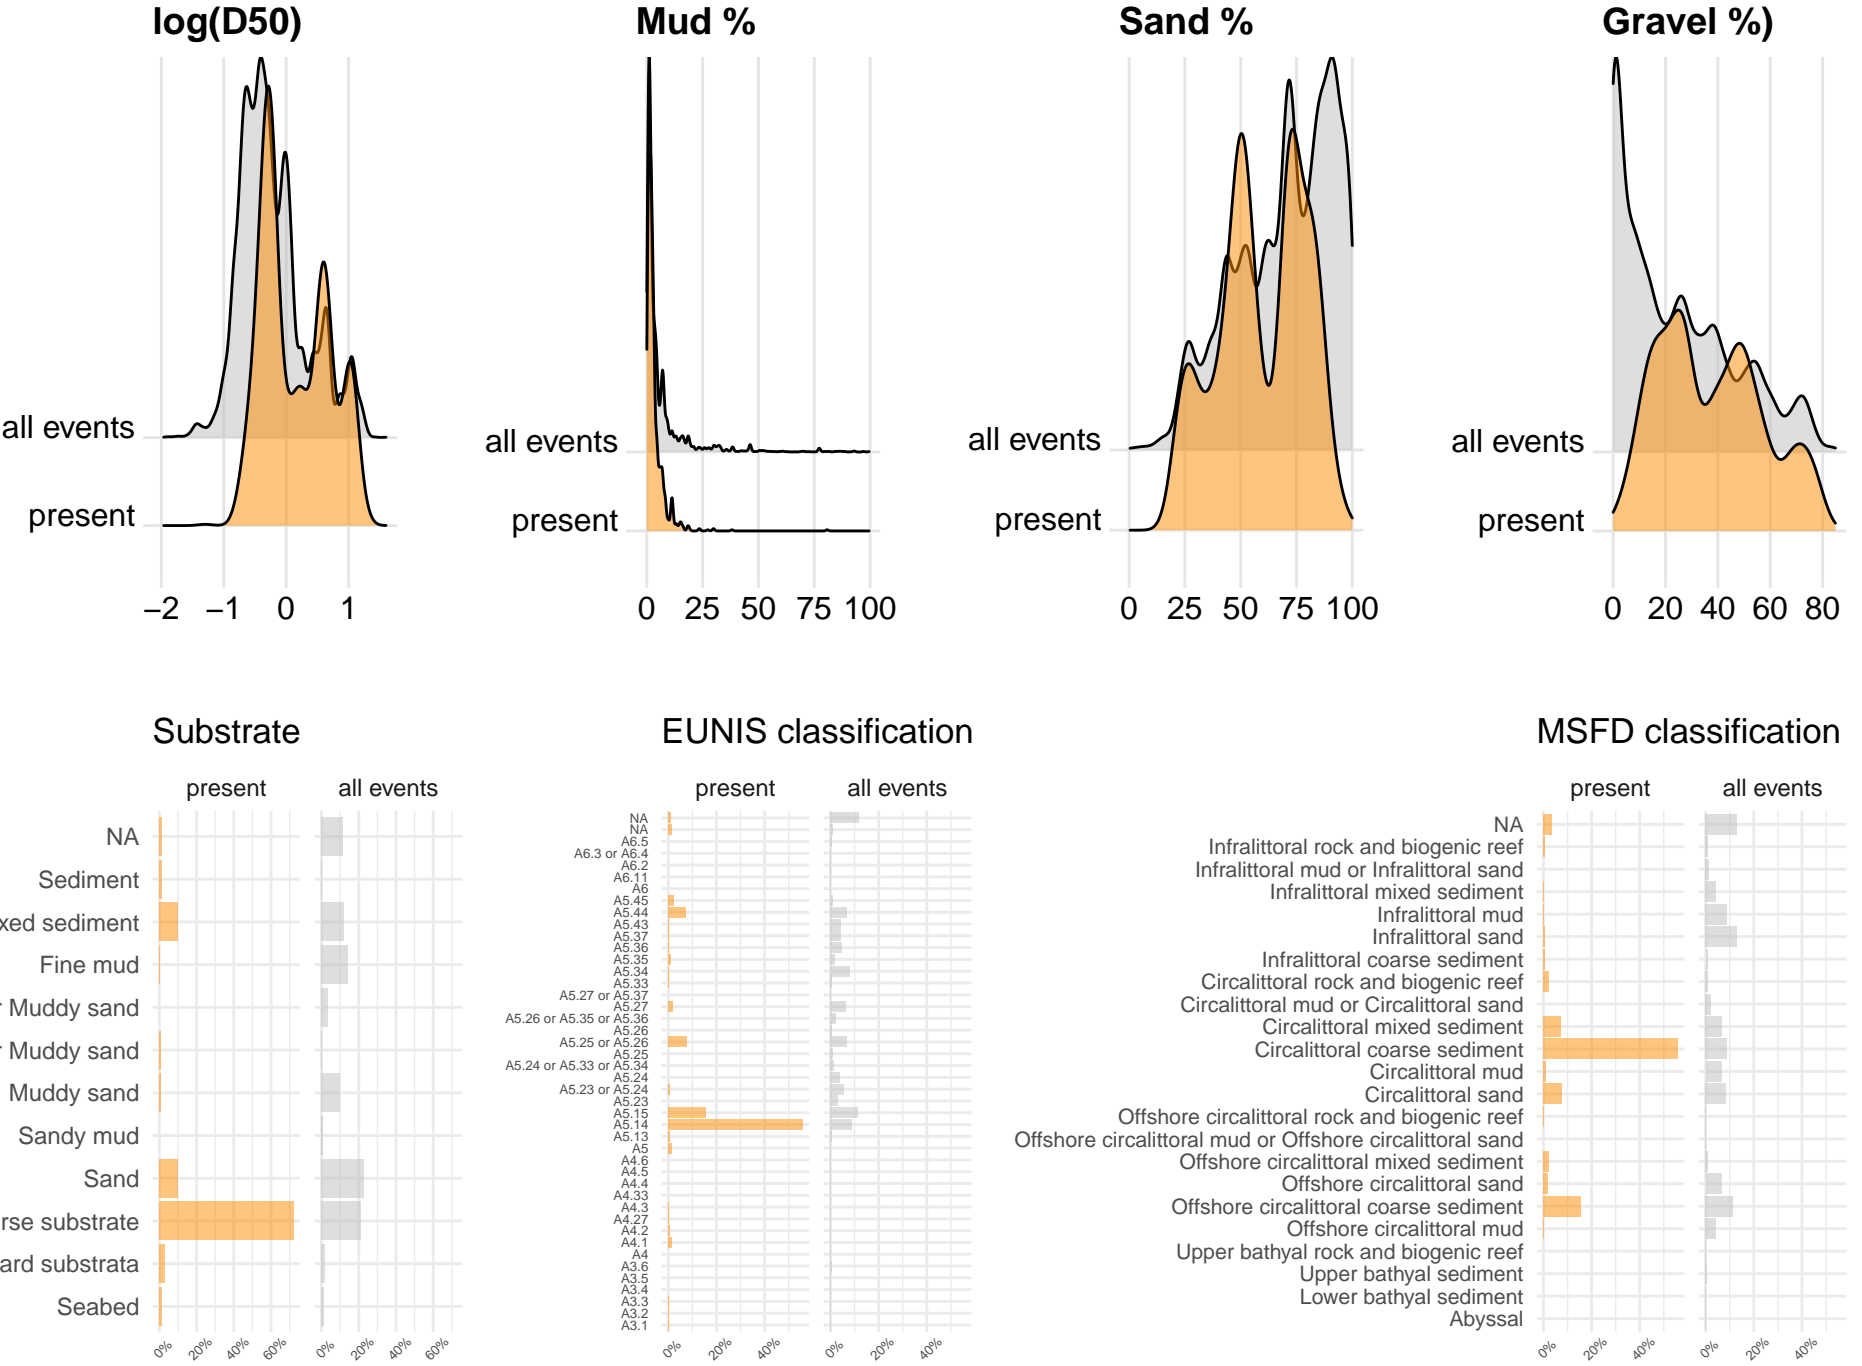 log(D50)
Mud %
Sand %
Gravel %)
all events
present
−2 −1 0 1
all events
present
0 25 50 75 100
all events
present
0 25 50 75 100
all events
present
0 20 40 60 80
Substrate
present all events
NA
Sediment
xed sediment
Fine mud
r Muddy sand
r Muddy sand
Muddy sand
Sandy mud
Sand
rse substrate
ard substrata
Seabed
0% 20% 40% 60% 0% 20% 40% 60%
EUNIS classification
present all events
NA
NA
A6.5
A6.3 or A6.4
A6.2
A6.11
A6
A5.45
A5.44
A5.43
A5.37
A5.36
A5.35
A5.34
A5.33
A5.27 or A5.37
A5.27
A5.26 or A5.35 or A5.36
A5.26
A5.25 or A5.26
A5.25
A5.24 or A5.33 or A5.34
A5.24
A5.23 or A5.24
A5.23
A5.15
A5.14
A5.13
A5
A4.6
A4.5
A4.4
A4.33
A4.3
A4.27
A4.2
A4.1
A4
A3.6
A3.5
A3.4
A3.3
A3.2
A3.1
0% 20% 40% 0% 20% 40%
MSFD classification
present all events
NA
Infralittoral rock and biogenic reef
Infralittoral mud or Infralittoral sand
Infralittoral mixed sediment
Infralittoral mud
Infralittoral sand
Infralittoral coarse sediment
Circalittoral rock and biogenic reef
Circalittoral mud or Circalittoral sand
Circalittoral mixed sediment
Circalittoral coarse sediment
Circalittoral mud
Circalittoral sand
Offshore circalittoral rock and biogenic reef
Offshore circalittoral mud or Offshore circalittoral sand
Offshore circalittoral mixed sediment
Offshore circalittoral sand
Offshore circalittoral coarse sediment
Offshore circalittoral mud
Upper bathyal rock and biogenic reef
Upper bathyal sediment
Lower bathyal sediment
Abyssal
0% 20% 40% 0% 20% 40%